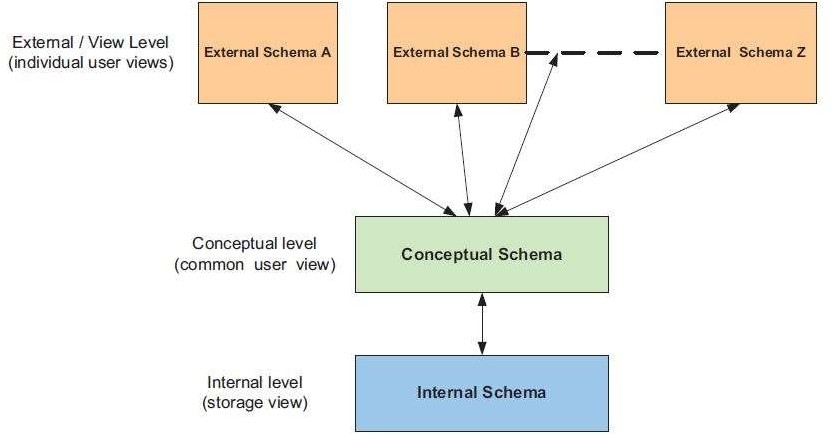 External / View Level
(individual user views)
External Schema A
External Schema B
External Schema Z
Conceptual level
(common user view)
Conceptual Schema
Internal level
(storage view)
Internal Schema